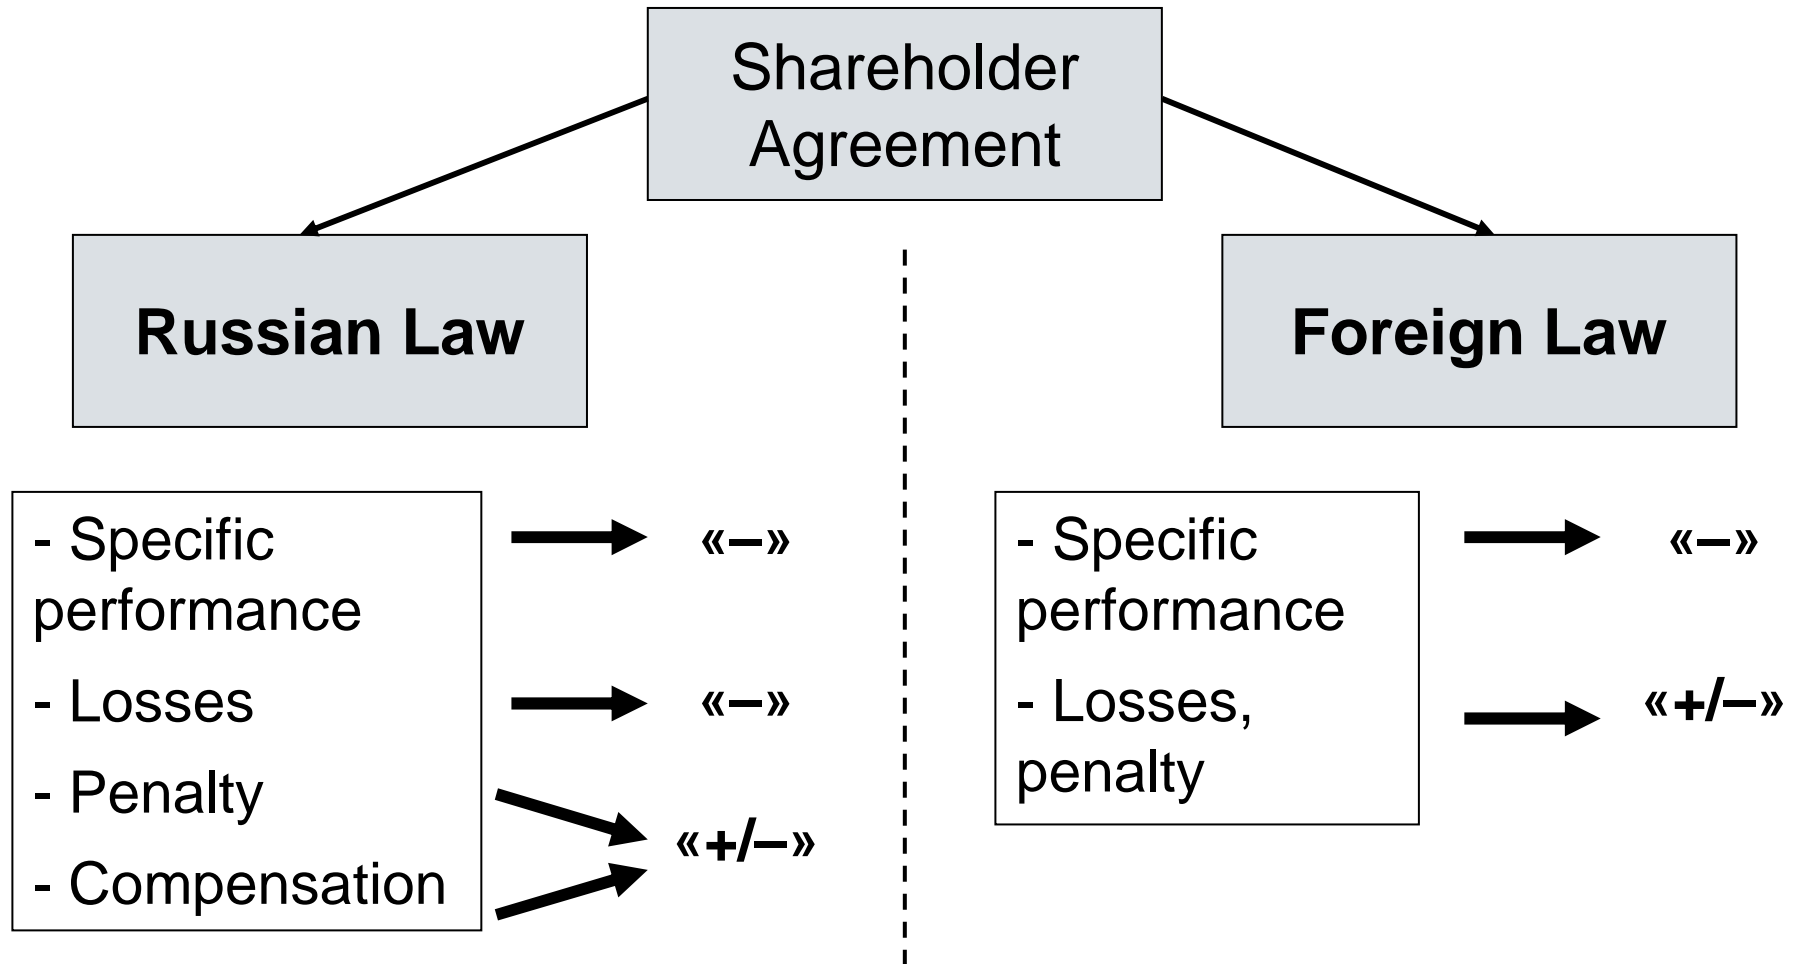 Shareholder
Agreement
Russian Law
Foreign Law
- Specific
performance
«–»
- Losses
«–»
- Penalty
- Compensation
«+/–»
- Specific
performance
«–»
- Losses,
penalty
«+/–»